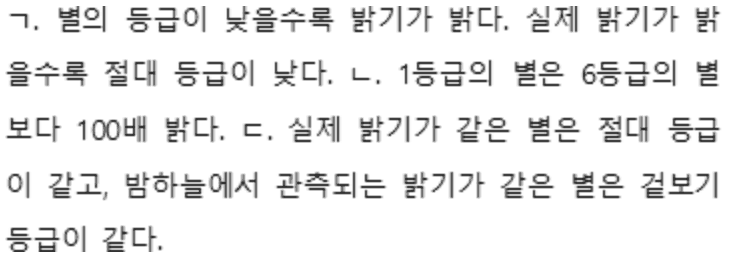 ㄱ. 별의 등급이 낮을수록 밝기가 밝다. 실제 밝기가 밝
을수록 절대 등급이 낮다. ㄴ. 1등급의 별은 6등급의 별
보다 100배 밝다. ㄷ. 실제 밝기가 같은 별은 절대 등급
이 같고, 밤하늘에서 관측되는 밝기가 같은 별은 겉보기
등급이 같다.